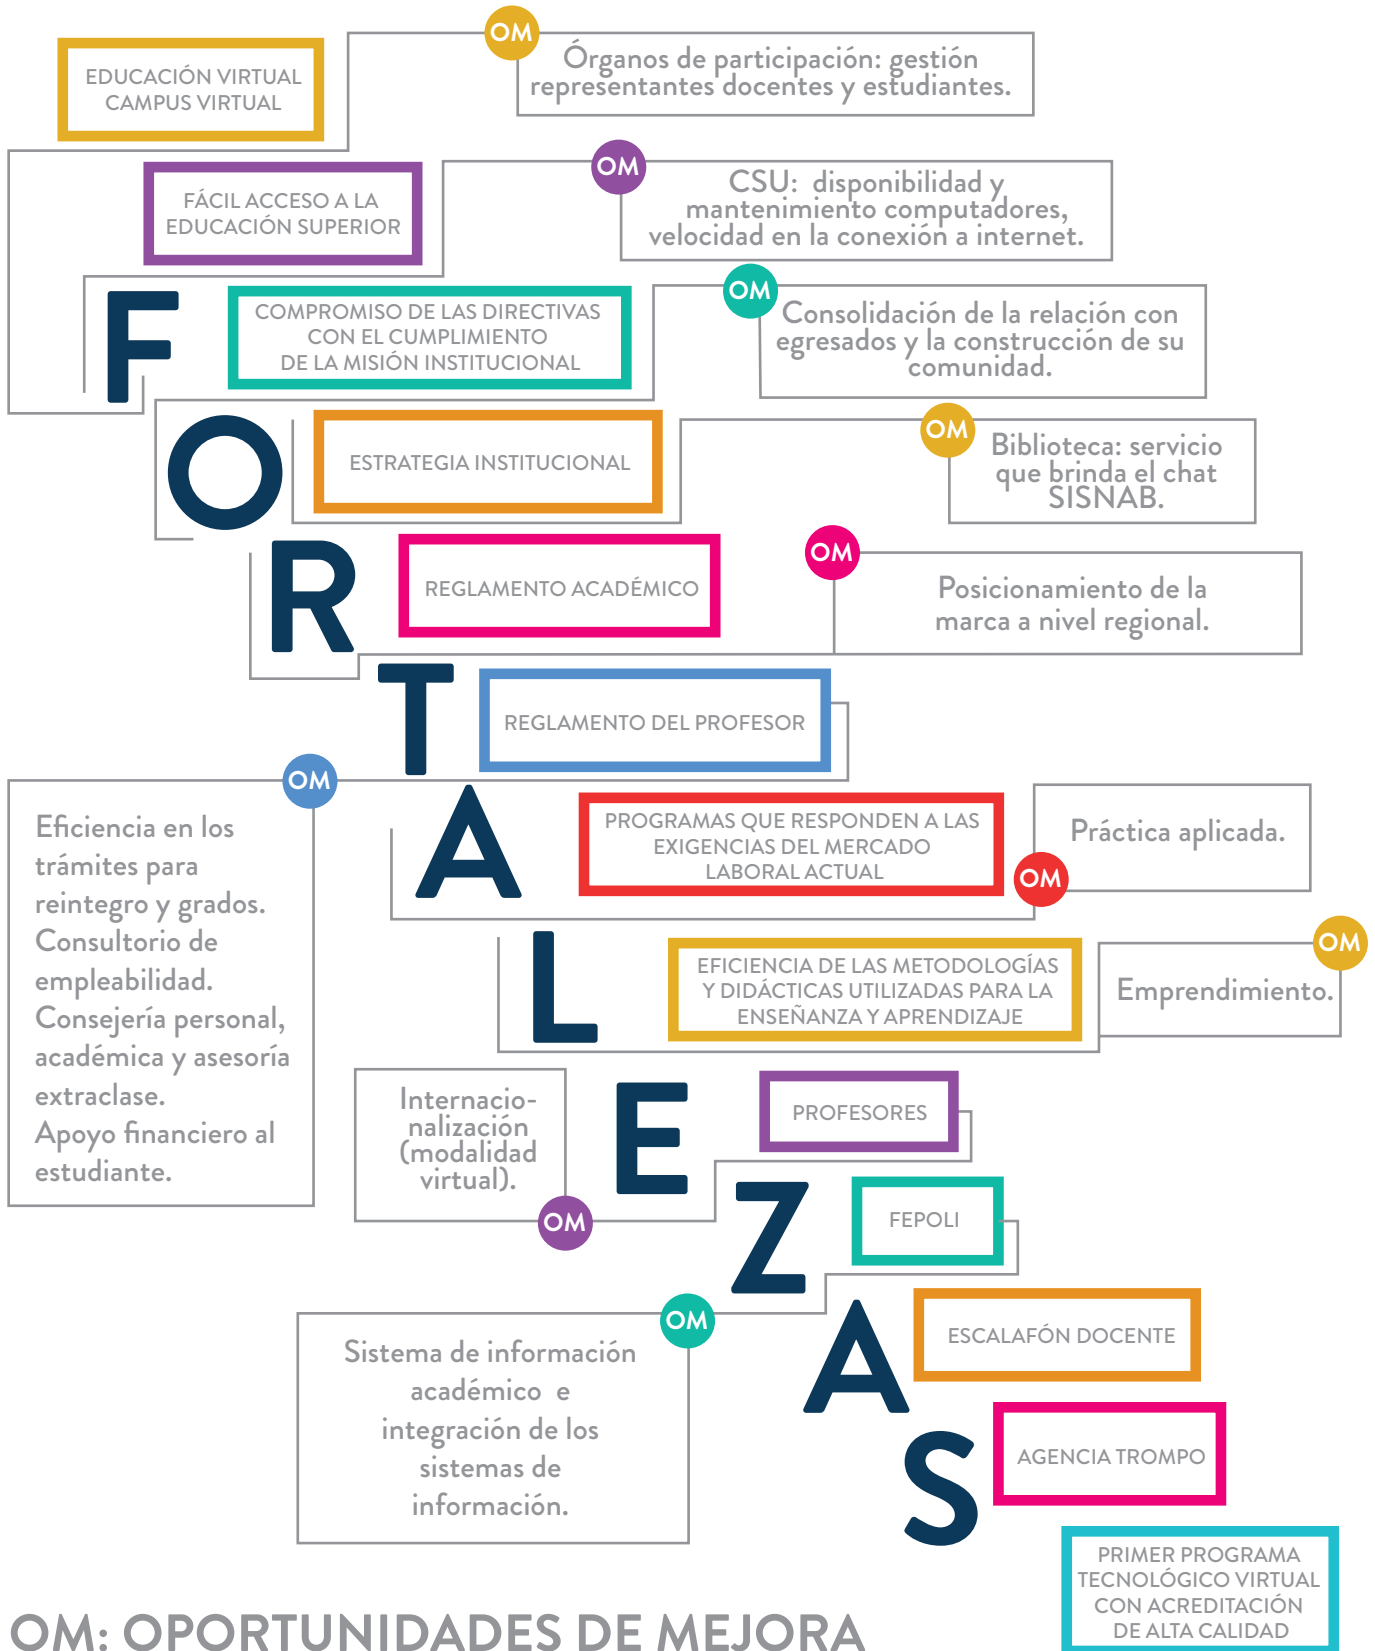 EDUCACIÓN VIRTUAL
CAMPUS VIRTUAL
OM
Órganos de participación: gestión
representantes docentes y estudiantes.
FÁCIL ACCESO A LA
EDUCACIÓN SUPERIOR
OM
CSU: disponibilidad y
mantenimiento computadores,
velocidad en la conexión a internet.
F
COMPROMISO DE LAS DIRECTIVAS
CON EL CUMPLIMIENTO
DE LA MISIÓN INSTITUCIONAL
OM
Consolidación de la relación con
egresados y la construcción de su
comunidad.
O
ESTRATEGIA INSTITUCIONAL
OM
Biblioteca: servicio
que brinda el chat
SISNAB.
R
REGLAMENTO ACADÉMICO
OM
Posicionamiento de la
marca a nivel regional.
T
REGLAMENTO DEL PROFESOR
OM
Eficiencia en los
trámites para
reintegro y grados.
Consultorio de
empleabilidad.
Consejería personal,
académica y asesoría
extraclase.
Apoyo financiero al
estudiante.
A
PROGRAMAS QUE RESPONDEN A LAS
EXIGENCIAS DEL MERCADO
LABORAL ACTUAL
OM
Práctica aplicada.
L
EFICIENCIA DE LAS METODOLOGÍAS
Y DIDÁCTICAS UTILIZADAS PARA LA
ENSEÑANZA Y APRENDIZAJE
OM
Emprendimiento.
E
PROFESORES
Internacio-
nalización
(modalidad
virtual).
OM
Z
FEPOLI
OM
Sistema de información
académico e
integración de los
sistemas de
información.
A
ESCALAFÓN DOCENTE
S
AGENCIA TROMPO
PRIMER PROGRAMA
TECNOLÓGICO VIRTUAL
CON ACREDITACIÓN
DE ALTA CALIDAD
OM: OPORTUNIDADES DE MEJORA